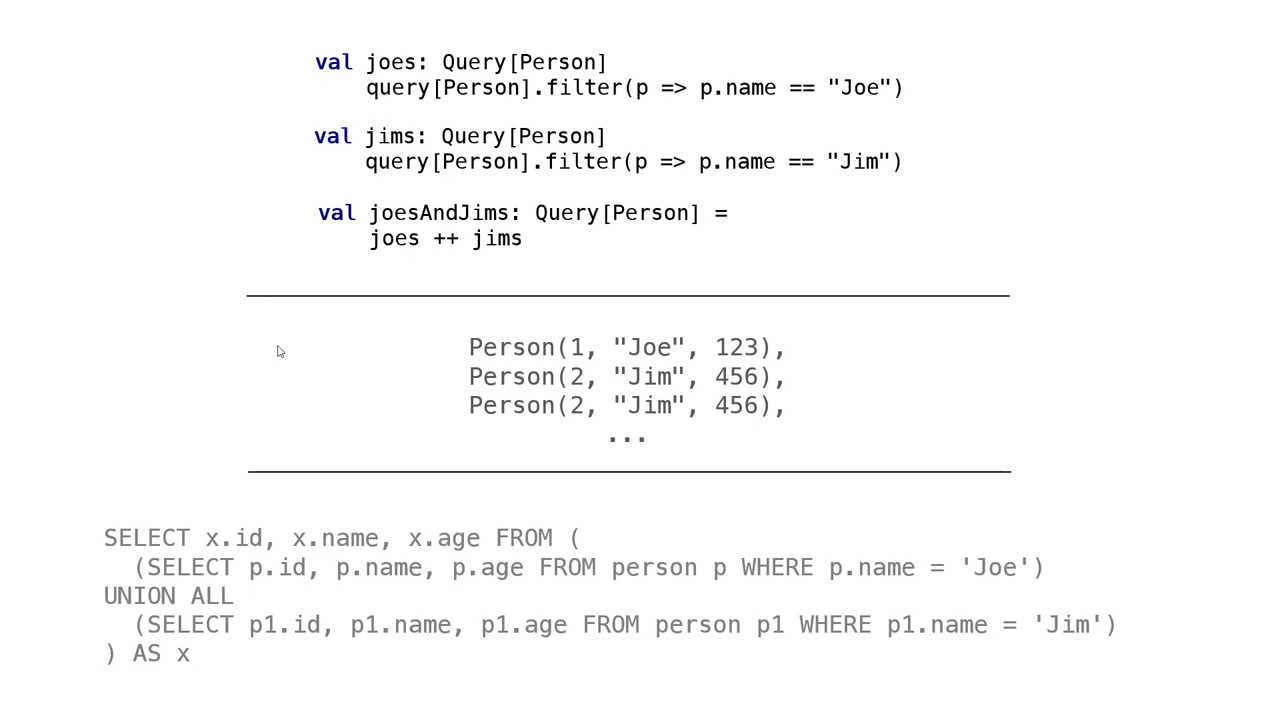 val joes: Query[Person]
query[Person].filter(p => p.name == "Joe")
val jims: Query[Person]
query[Person].filter(p => p.name == "Jim")
val joesAndJims: Query[Person] =
joes ++ jims
Person(1, "Joe", 123),
Person(2, "Jim", 456),
Person(2, "Jim", 456),
...
SELECT x.id, x.name, x.age FROM (
(SELECT p.id, p.name, p.age FROM person p WHERE p.name = 'Joe')
UNION ALL
(SELECT p1.id, p1.name, p1.age FROM person p1 WHERE p1.name = 'Jim')
) AS x